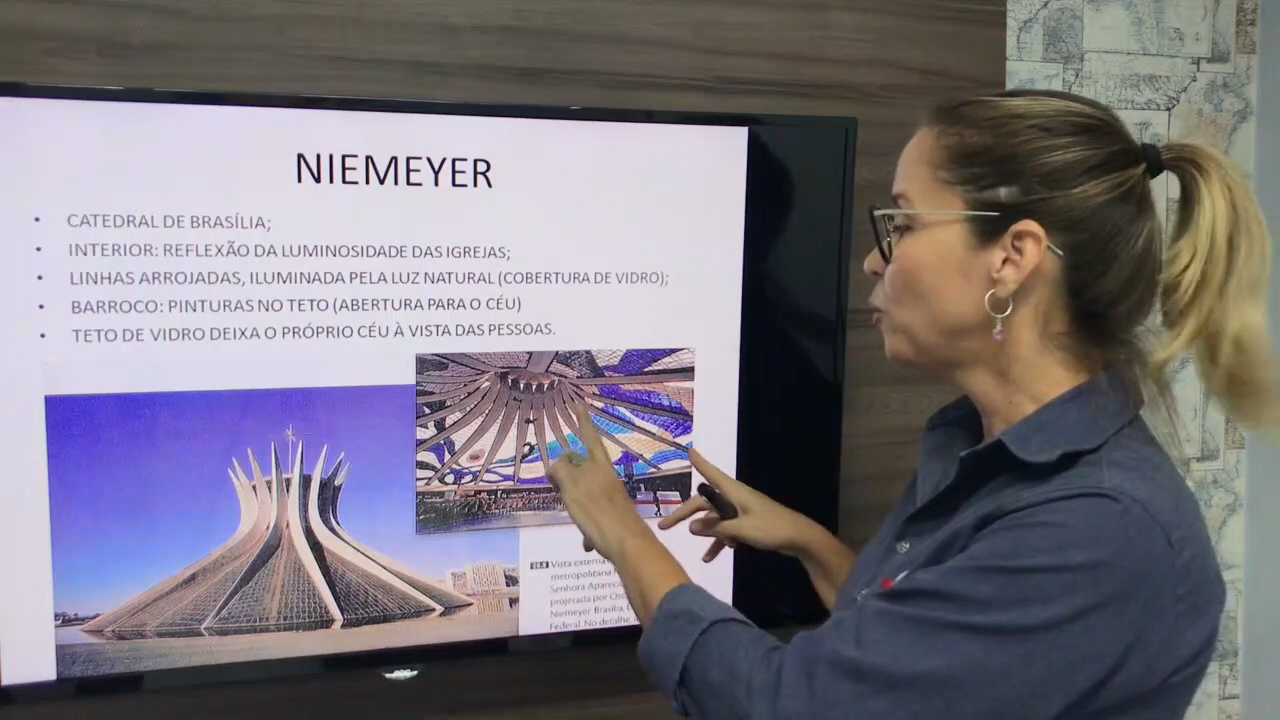 NIEMEYER
• CATEDRAL DE BRASÍLIA;
• INTERIOR: REFLEXÃO DA LUMINOSIDADE DAS IGREJAS;
• LINHAS ARROJADAS, ILUMINADA PELA LUZ NATURAL (COBERTURA DE VIDRO);
• BARROCO: PINTURAS NO TETO (ABERTURA PARA O CÉU)
• TETO DE VIDRO DEIXA O PRÓPRIO CÉU À VISTA DAS PESSOAS.
Vista externa
metropolitana
Senhora Aparec
projetada por Osc
Niemeyer Brasília,
Federal. No detalhe,